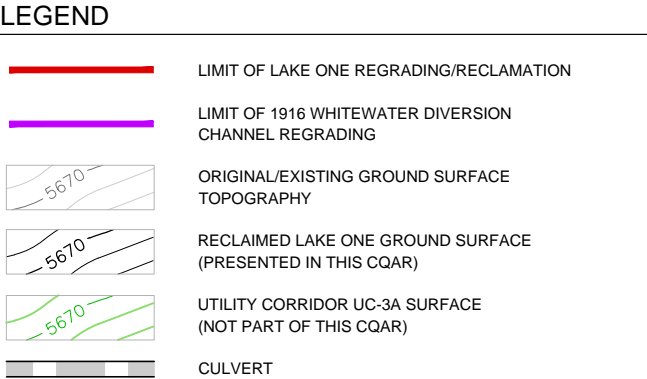 LEGEND
LIMIT OF LAKE ONE REGRADING/RECLAMATION
LIMIT OF 1916 WHITEWATER DIVERSION
CHANNEL REGRADING
5670
ORIGINAL/EXISTING GROUND SURFACE
TOPOGRAPHY
5670
RECLAIMED LAKE ONE GROUND SURFACE
(PRESENTED IN THIS CQAR)
5670
UTILITY CORRIDOR UC-3A SURFACE
(NOT PART OF THIS CQAR)
CULVERT